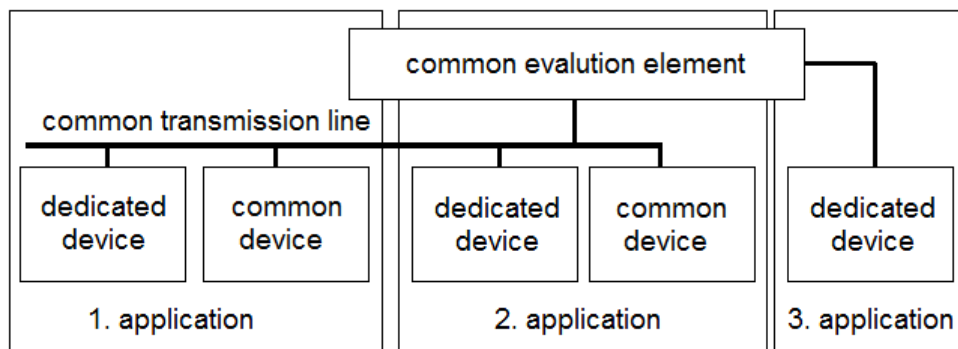 common evalution element
common transmission line
dedicated
device
common
device
dedicated
device
common
device
dedicated
device
1. application
2. application
3. application